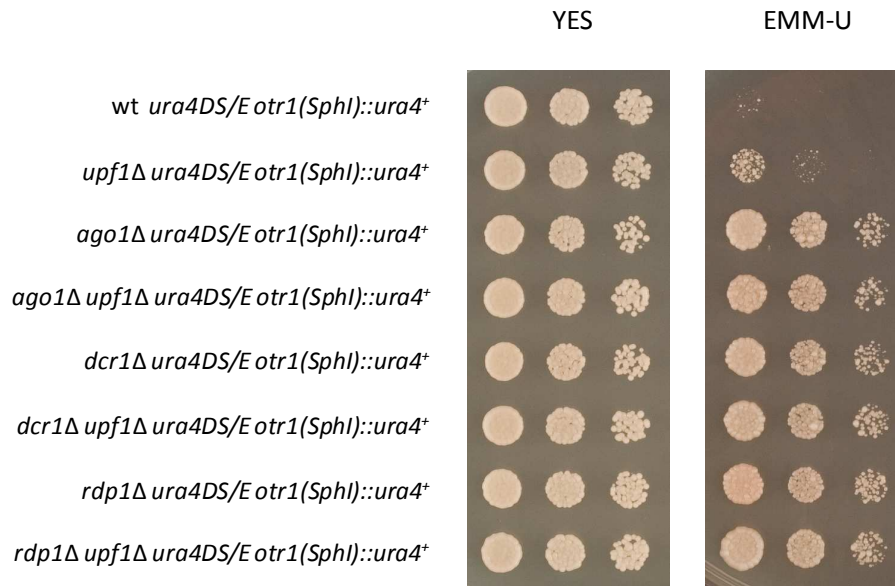 YES EMM-U
wt ura4DS/E otr1(SphI)::ura4⁺
upf1Δ ura4DS/E otr1(SphI)::ura4⁺
ago1Δ ura4DS/E otr1(SphI)::ura4⁺
ago1Δ upf1Δ ura4DS/E otr1(SphI)::ura4⁺
dcr1Δ ura4DS/E otr1(SphI)::ura4⁺
dcr1Δ upf1Δ ura4DS/E otr1(SphI)::ura4⁺
rdp1Δ ura4DS/E otr1(SphI)::ura4⁺
rdp1Δ upf1Δ ura4DS/E otr1(SphI)::ura4⁺